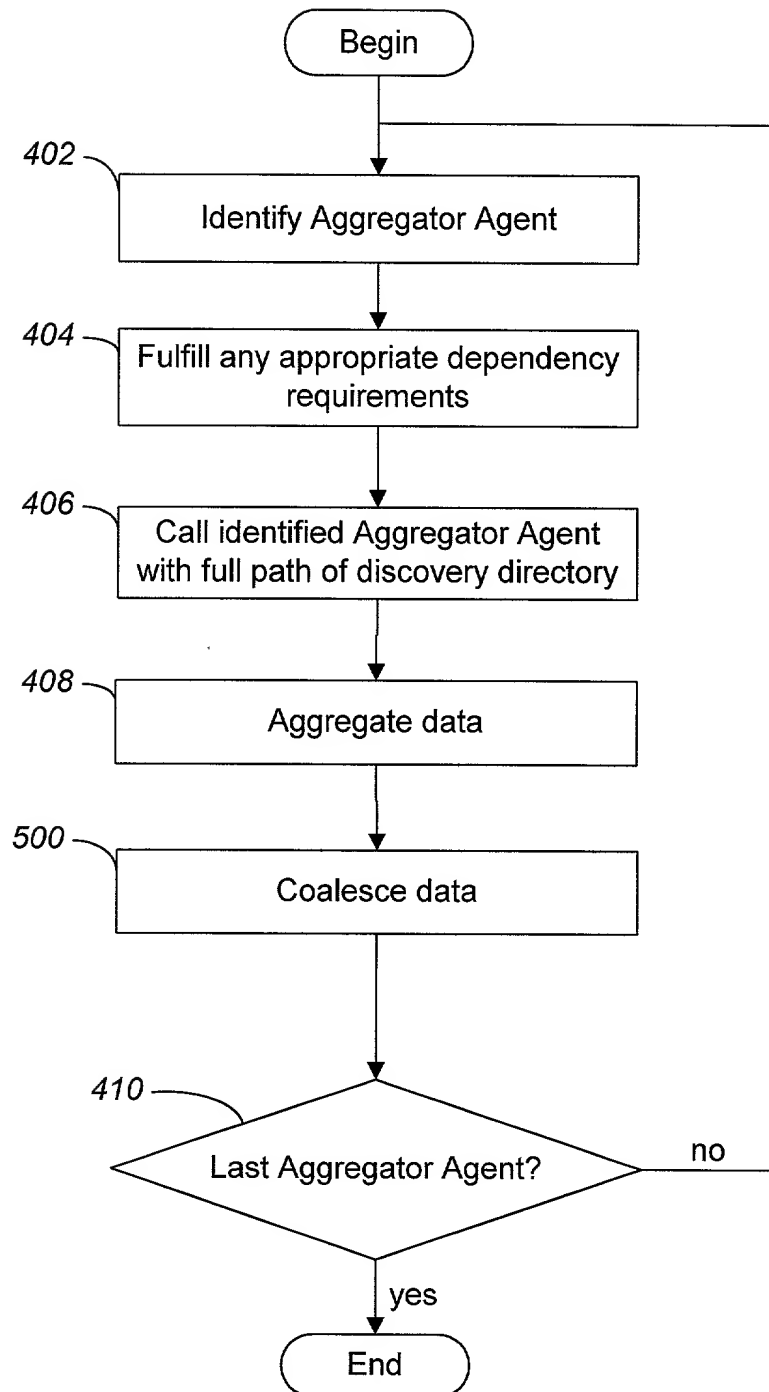 Begin
402
Identify Aggregator Agent
404
Fulfill any appropriate dependency
requirements
406
Call identified Aggregator Agent
with full path of discovery directory
408
Aggregate data
500
Coalesce data
410
Last Aggregator Agent?
no
yes
End